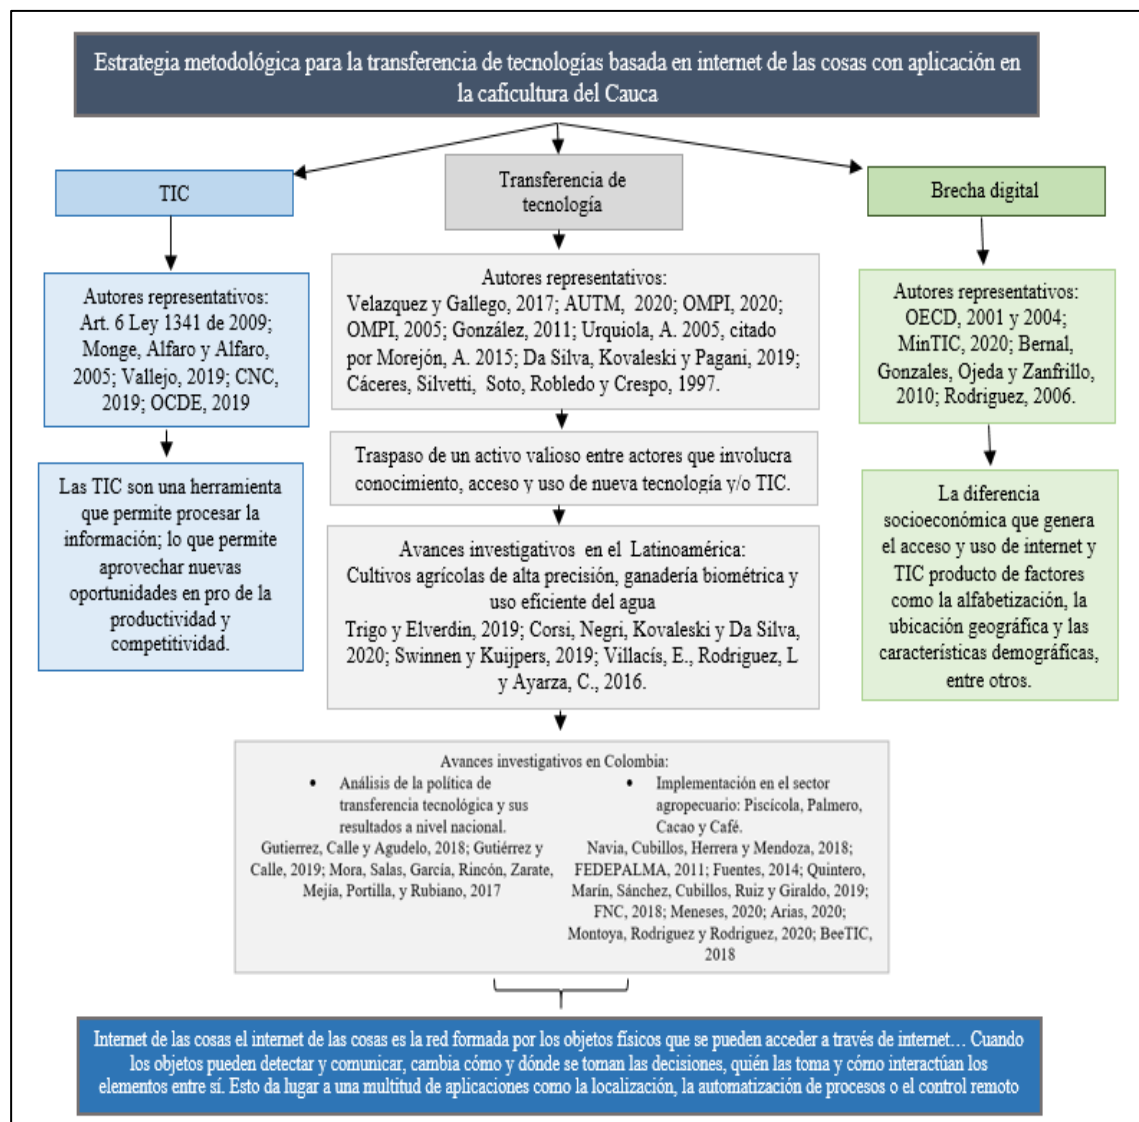 Estrategia metodológica para la transferencia de tecnologías basada en internet de las cosas con aplicación en
la caficultura del Cauca
TIC
Transferencia de
tecnología
Brecha digital
Autores representativos:
Art. 6 Ley 1341 de 2009;
Monge, Alfaro y Alfaro,
2005; Vallejo, 2019; CNC,
2019; OCDE, 2019
Autores representativos:
Velazquez y Gallego, 2017; AUTM, 2020; OMPI, 2020;
OMPI, 2005; González, 2011; Urquiola, A. 2005, citado
por Morejón, A. 2015; Da Silva, Kovaleski y Pagani, 2019;
Cáceres, Silvetti, Soto, Robledo y Crespo, 1997.
Autores representativos:
OECD, 2001 y 2004;
MinTIC, 2020; Bernal,
Gonzales, Ojeda y Zanfrillo,
2010; Rodriguez, 2006.
Las TIC son una herramienta
que permite procesar la
información; lo que permite
aprovechar nuevas
oportunidades en pro de la
productividad y
competitividad.
Traspaso de un activo valioso entre actores que involucra
conocimiento, acceso y uso de nueva tecnología y/o TIC.
La diferencia
socioeconómica que genera
el acceso y uso de internet y
TIC producto de factores
como la alfabetización, la
ubicación geográfica y las
características demográficas,
entre otros.
Avances investigativos en el Latinoamérica:
Cultivos agrícolas de alta precisión, ganadería biométrica y
uso eficiente del agua
Trigo y Elverdin, 2019; Corsi, Negri, Kovaleski y Da Silva,
2020; Swinnen y Kuijpers, 2019; Villacís, E., Rodriguez, L
y Ayarza, C., 2016.
Avances investigativos en Colombia:
• Análisis de la política de
transferencia tecnológica y sus
resultados a nivel nacional.
Gutierrez, Calle y Agudelo, 2018; Gutiérrez y
Calle, 2019; Mora, Salas, García, Rincón, Zarate,
Mejía, Portilla, y Rubiano, 2017
• Implementación en el sector
agropecuario: Piscícola, Palmero,
Cacao y Café.
Navia, Cubillos, Herrera y Mendoza, 2018;
FEDEPALMA, 2011; Fuentes, 2014; Quintero,
Marín, Sánchez, Cubillos, Ruiz y Giraldo, 2019;
FNC, 2018; Meneses, 2020; Arias, 2020;
Montoya, Rodriguez y Rodriguez, 2020; BeeTIC,
2018
Internet de las cosas el internet de las cosas es la red formada por los objetos físicos que se pueden acceder a través de internet… Cuando
los objetos pueden detectar y comunicar, cambia cómo y dónde se toman las decisiones, quién las toma y cómo interactúan los
elementos entre sí. Esto da lugar a una multitud de aplicaciones como la localización, la automatización de procesos o el control remoto